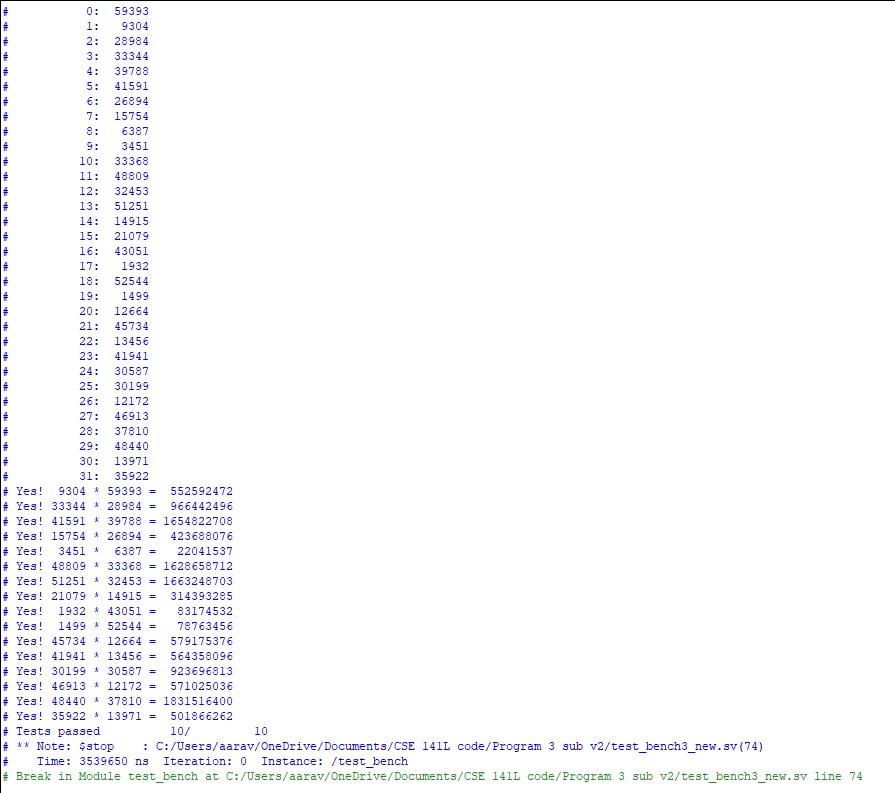 #           0:  59393
#           1:   9304
#           2:  28984
#           3:  33344
#           4:  39788
#           5:  41591
#           6:  26894
#           7:  15754
#           8:   6387
#           9:   3451
#          10:  33368
#          11:  48809
#          12:  32453
#          13:  51251
#          14:  14915
#          15:  21079
#          16:  43051
#          17:   1932
#          18:  52544
#          19:   1499
#          20:  12664
#          21:  45734
#          22:  13456
#          23:  41941
#          24:  30587
#          25:  30199
#          26:  12172
#          27:  46913
#          28:  37810
#          29:  48440
#          30:  13971
#          31:  35922
# Yes!  9304 * 59393 =  552592472
# Yes! 33344 * 28984 =  966442496
# Yes! 41591 * 39788 = 1654822708
# Yes! 15754 * 26894 =  423688076
# Yes!  3451 *  6387 =   22041537
# Yes! 48809 * 33368 = 1628658712
# Yes! 51251 * 32453 = 1663248703
# Yes! 21079 * 14915 =  314393285
# Yes!  1932 * 43051 =   83174532
# Yes!  1499 * 52544 =   78763456
# Yes! 45734 * 12664 =  579175376
# Yes! 41941 * 13456 =  564358096
# Yes! 30199 * 30587 =  923696813
# Yes! 46913 * 12172 =  571025036
# Yes! 48440 * 37810 = 1831516400
# Yes! 35922 * 13971 =  501866262
# Tests passed          10/         10
# ** Note: $stop    : C:/Users/aarav/OneDrive/Documents/CSE 141L code/Program 3 sub v2/test_bench3_new.sv(74)
#    Time: 3539650 ns  Iteration: 0  Instance: /test_bench
# Break in Module test_bench at C:/Users/aarav/OneDrive/Documents/CSE 141L code/Program 3 sub v2/test_bench3_new.sv line 74